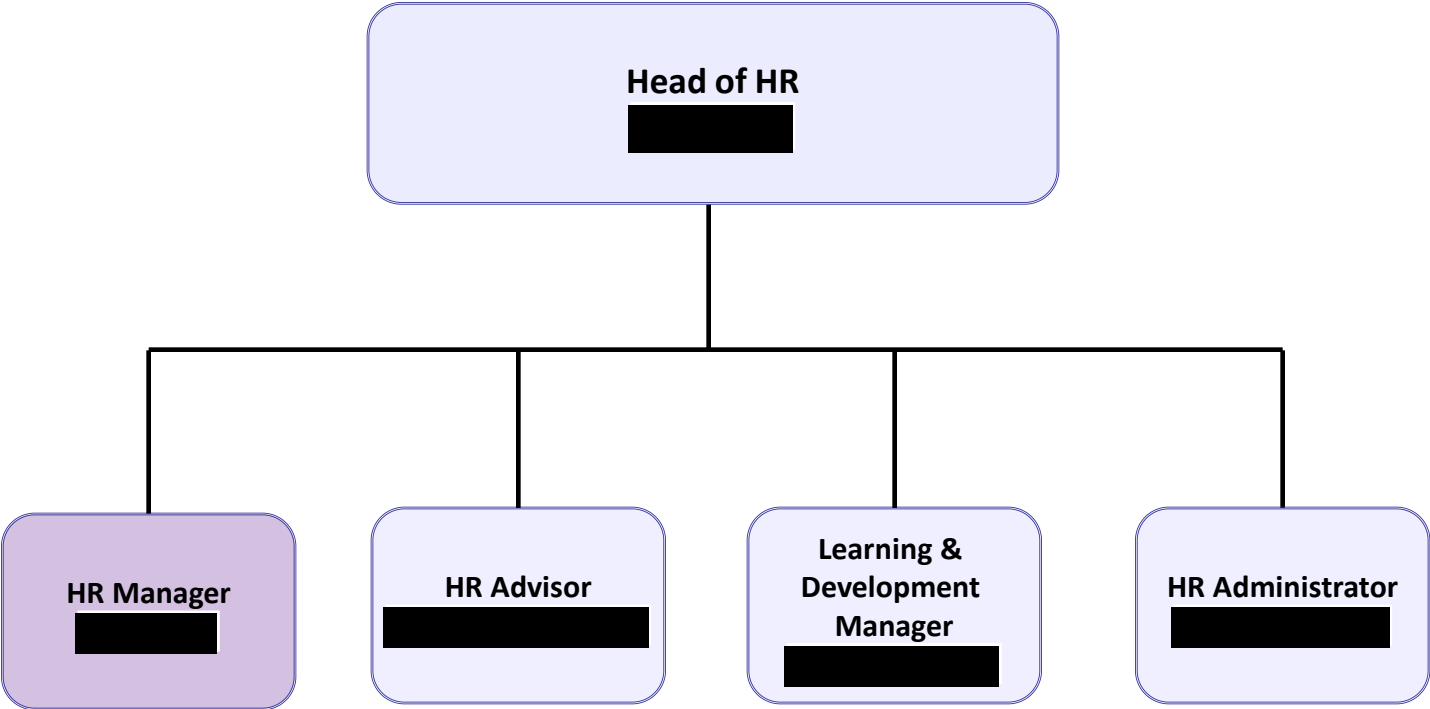 Head of HR
HR Manager
HR Advisor
Learning &
Development
Manager
HR Administrator